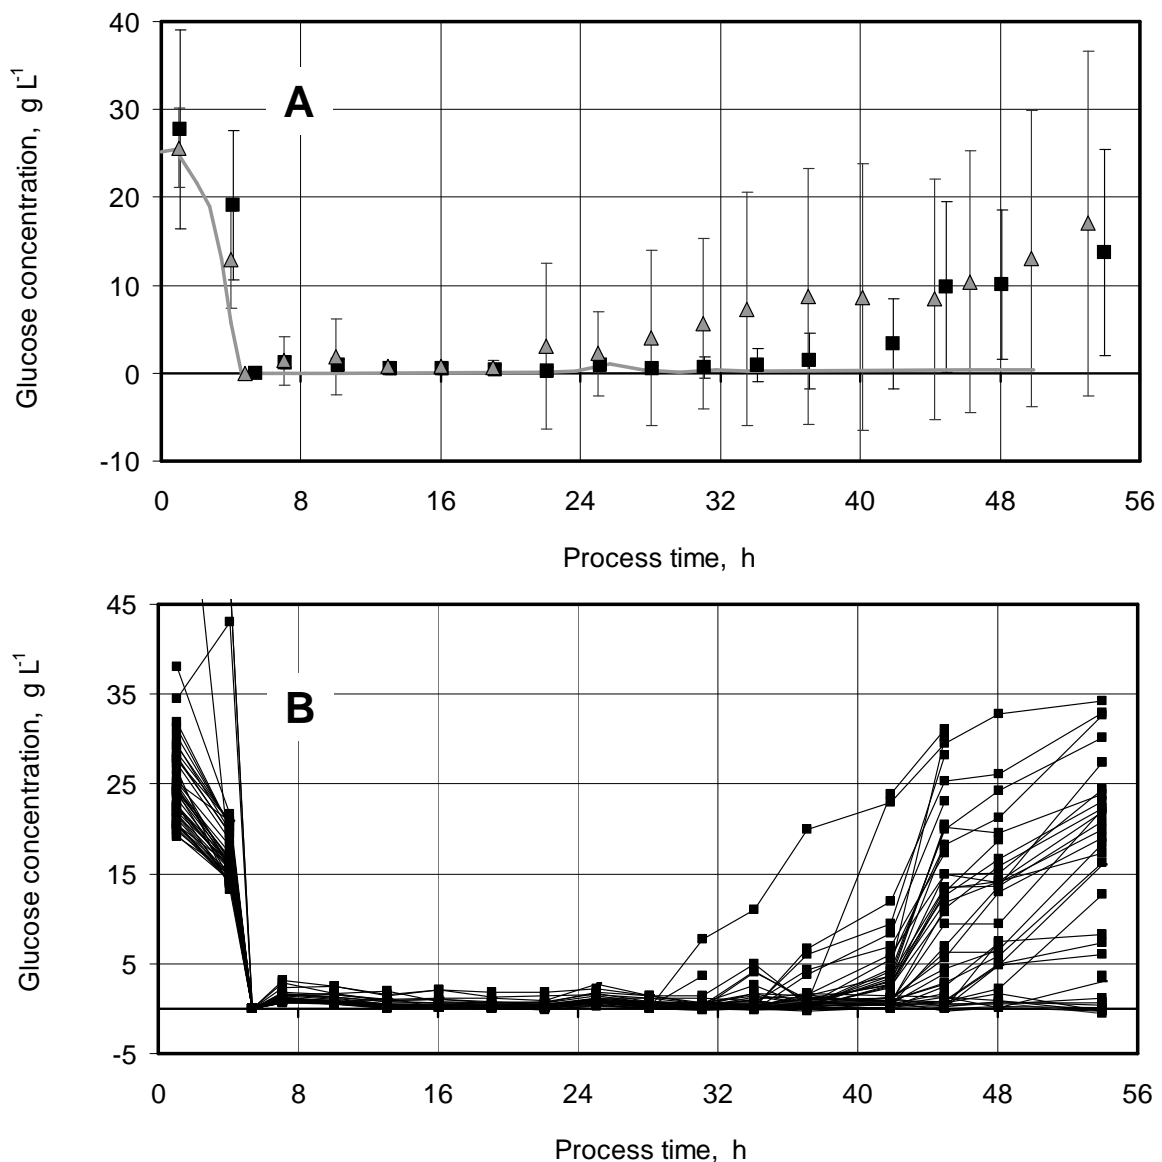 Glucose concentration, g L-1
40
30
20
10
0
-10
A
0 8 16 24 32 40 48 56
Process time, h
Glucose concentration, g L-1
45
35
25
15
5
-5
B
0 8 16 24 32 40 48 56
Process time, h